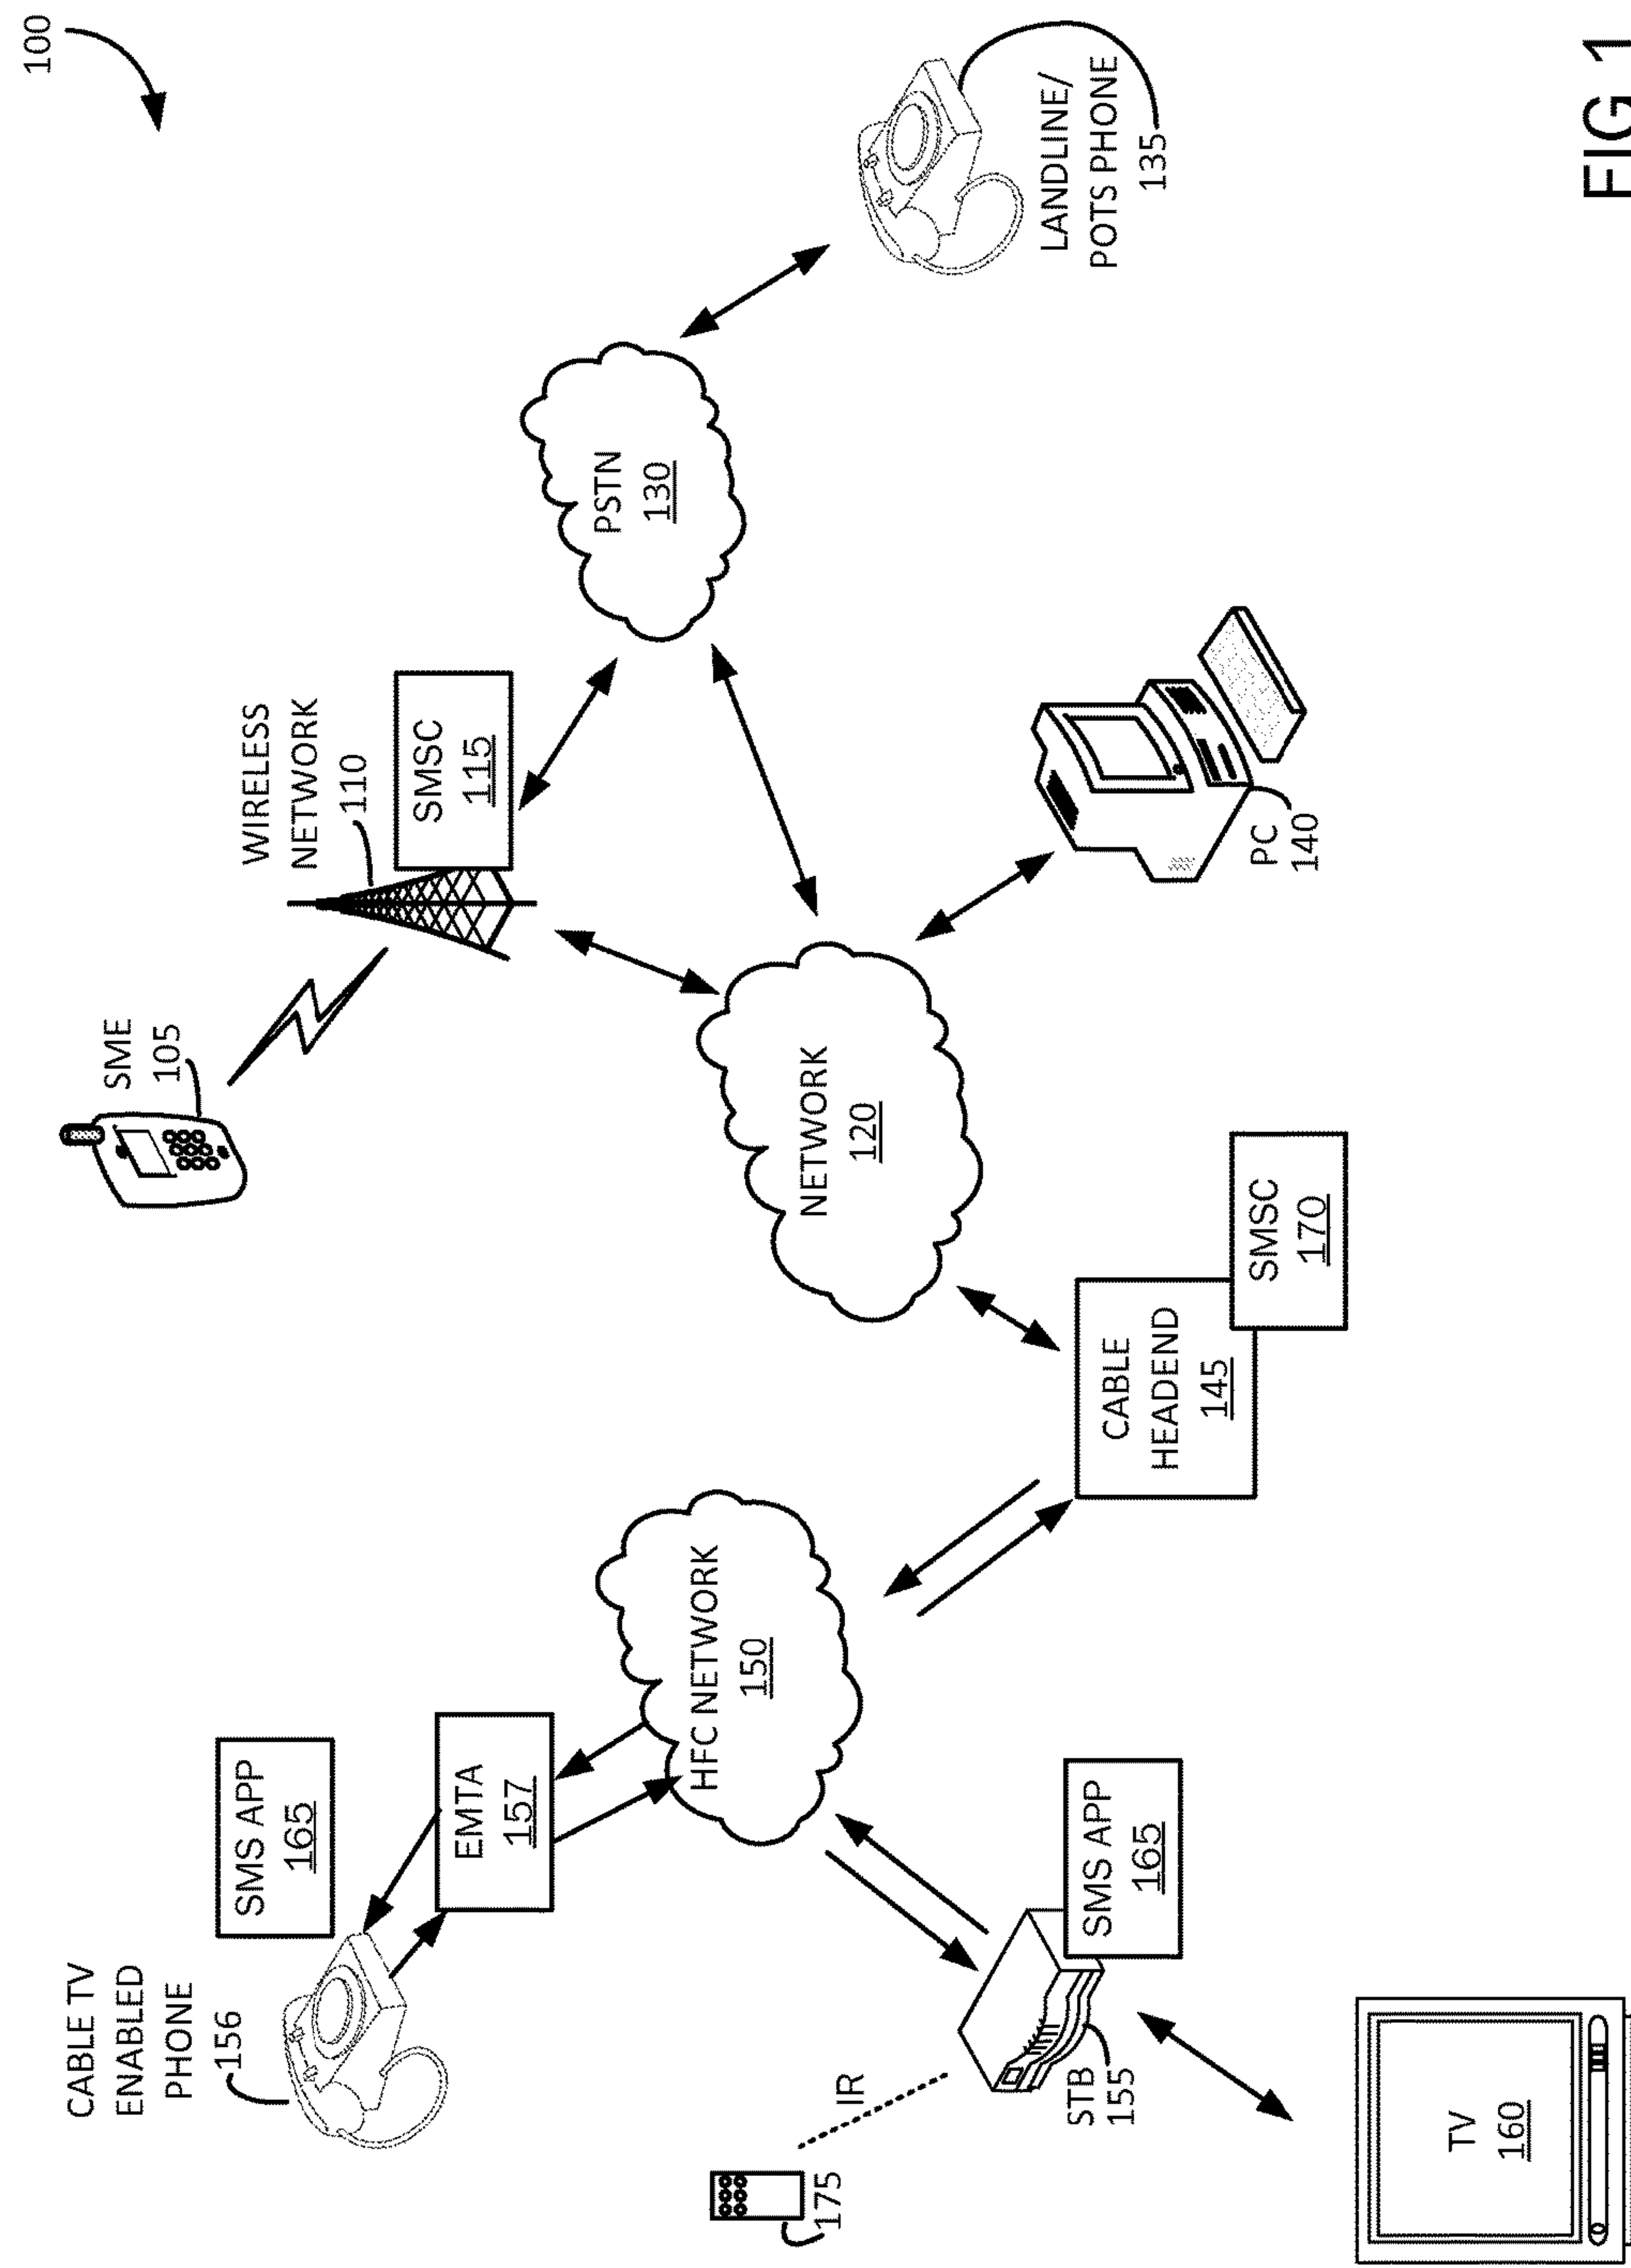 100
SME
105
WIRELESS
NETWORK
110
SMSC
115
CABLE TV
ENABLED
PHONE
156
SMS APP
165
EMTA
157
HFC NETWORK
150
NETWORK
120
PSTN
130
LANDLINE/
POTS PHONE
135
175
IR
STB
155
SMS APP
165
CABLE
HEADEND
145
SMSC
170
PC
140
TV
160
FIG 1